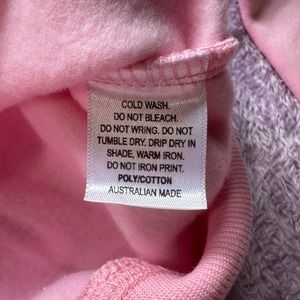 COLD WASH.
DO NOT BLEACH.
DO NOT WRING. DO NOT
TUMBLE DRY. DRIP DRY IN
SHADE, WARM IRON.
DO NOT IRON PRINT.
POLY/COTTON
AUSTRALIAN MADE